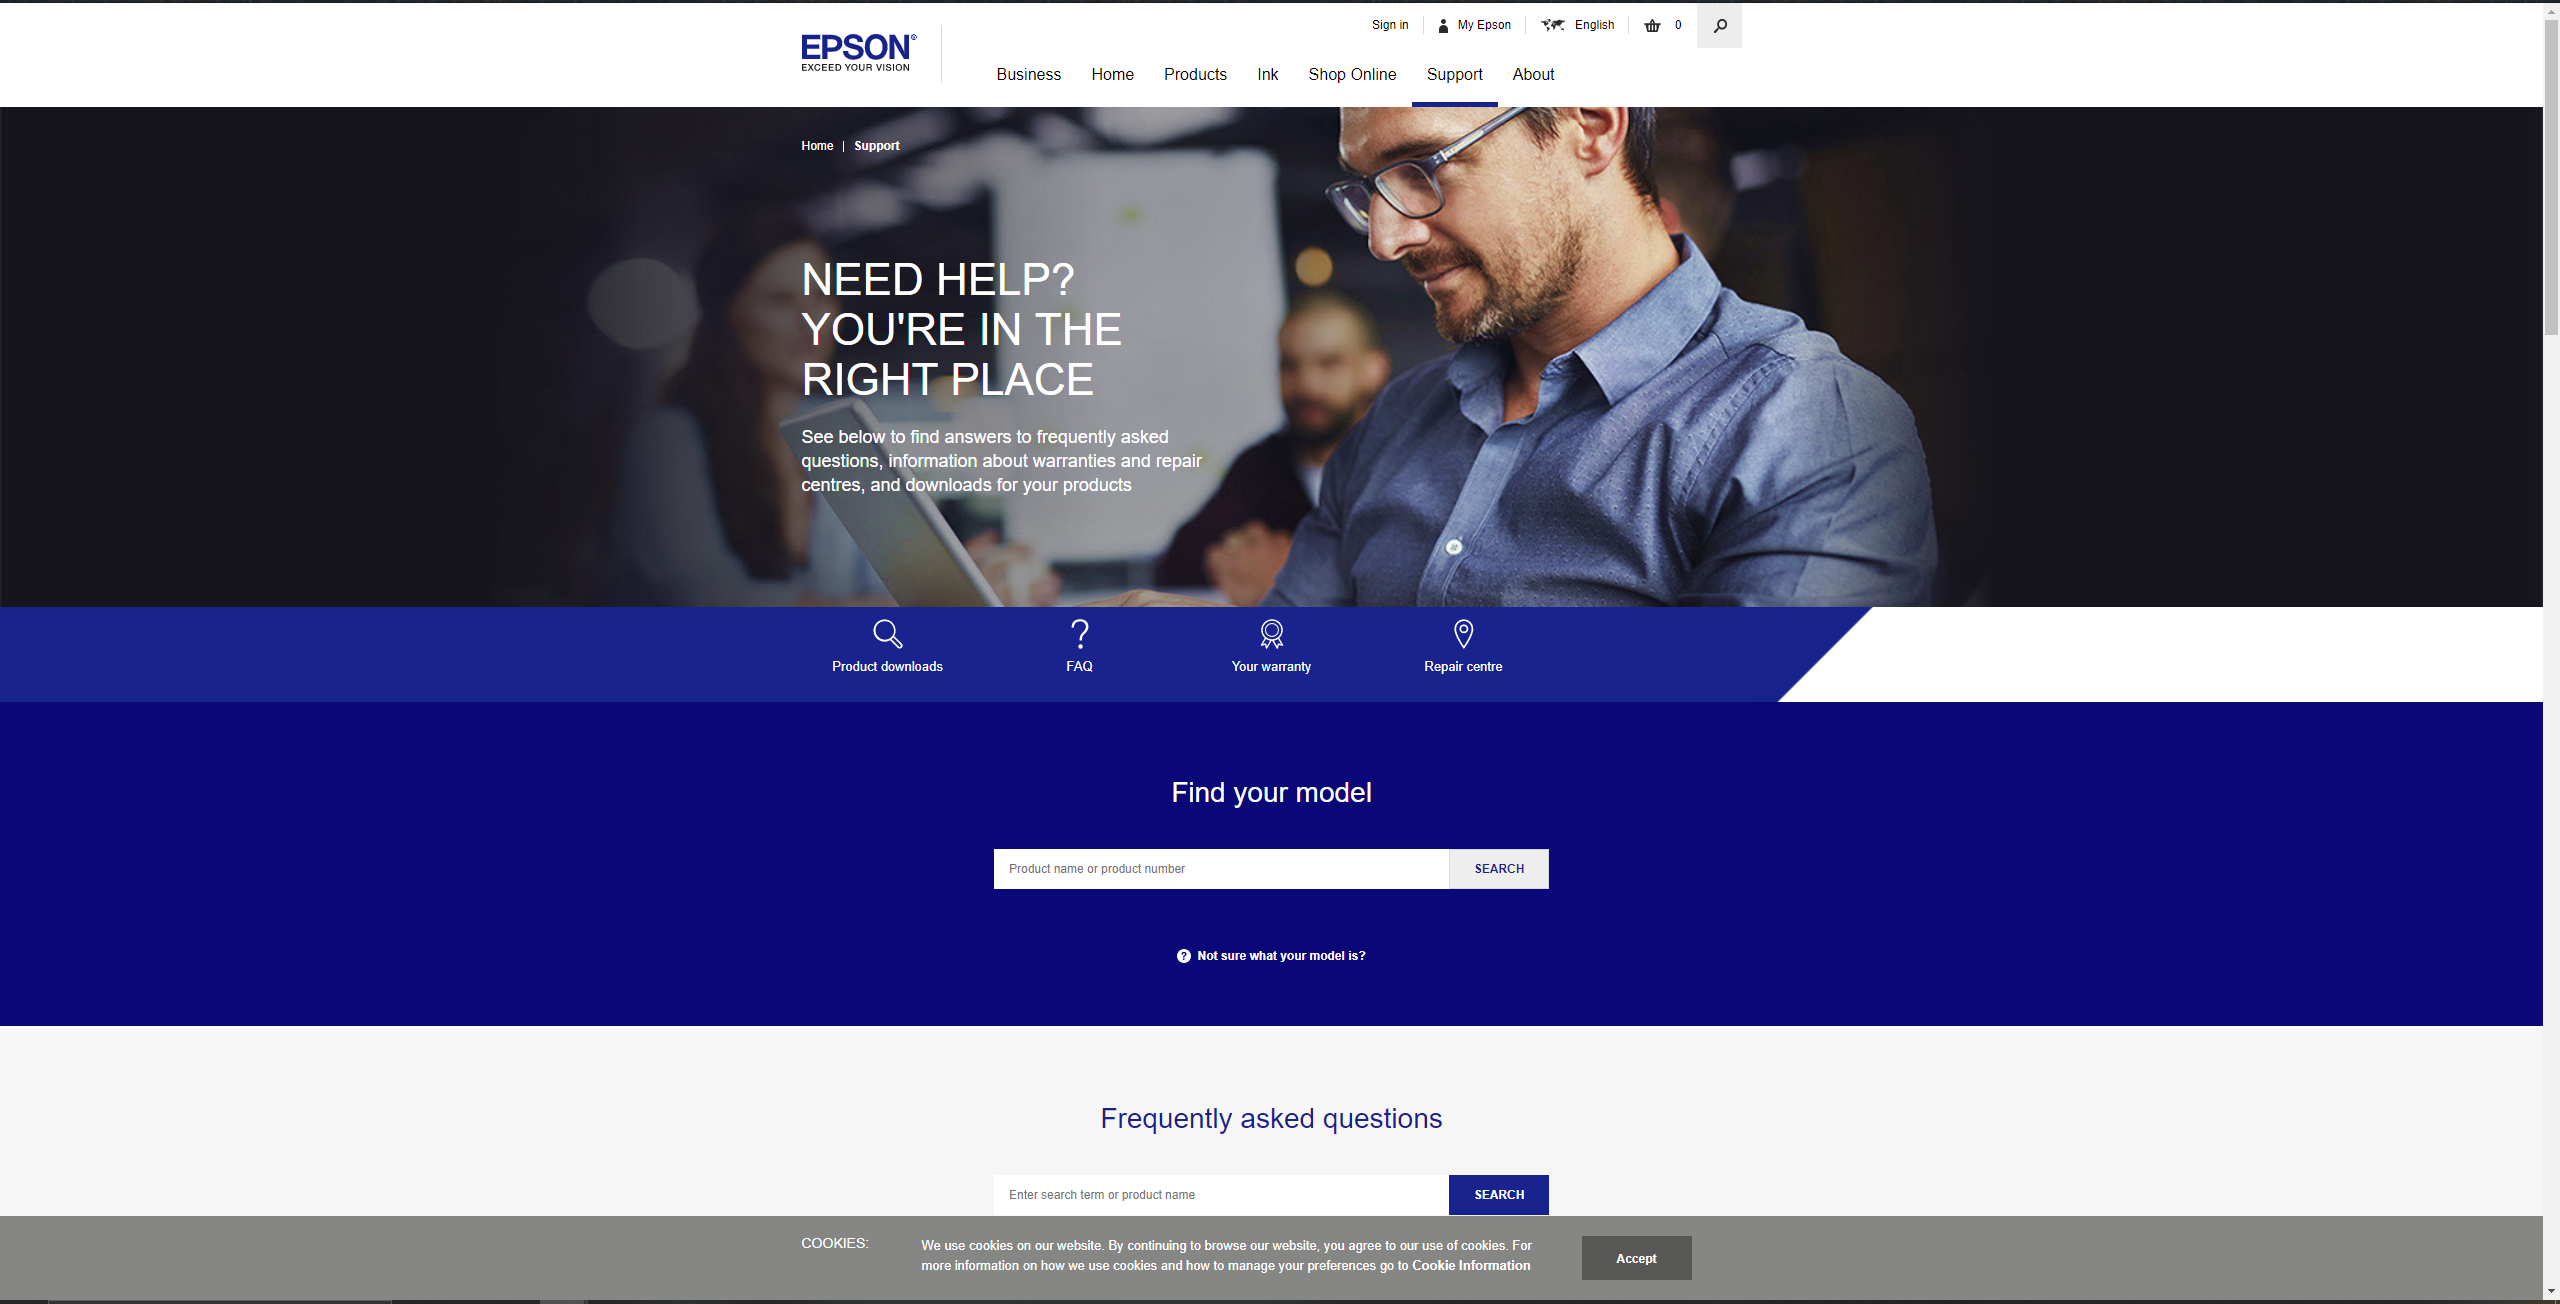 Sign in
My Epson
English
0
EPSON®
EXCEED YOUR VISION
Business
Home
Products
Ink
Shop Online
Support
About
Home | Support
NEED HELP?
YOU'RE IN THE
RIGHT PLACE
See below to find answers to frequently asked
questions, information about warranties and repair
centres, and downloads for your products
Product downloads
FAQ
Your warranty
Repair centre
Find your model
Product name or product number
SEARCH
? Not sure what your model is?
Frequently asked questions
Enter search term or product name
SEARCH
COOKIES:
We use cookies on our website. By continuing to browse our website, you agree to our use of cookies. For
more information on how we use cookies and how to manage your preferences go to Cookie Information
Accept